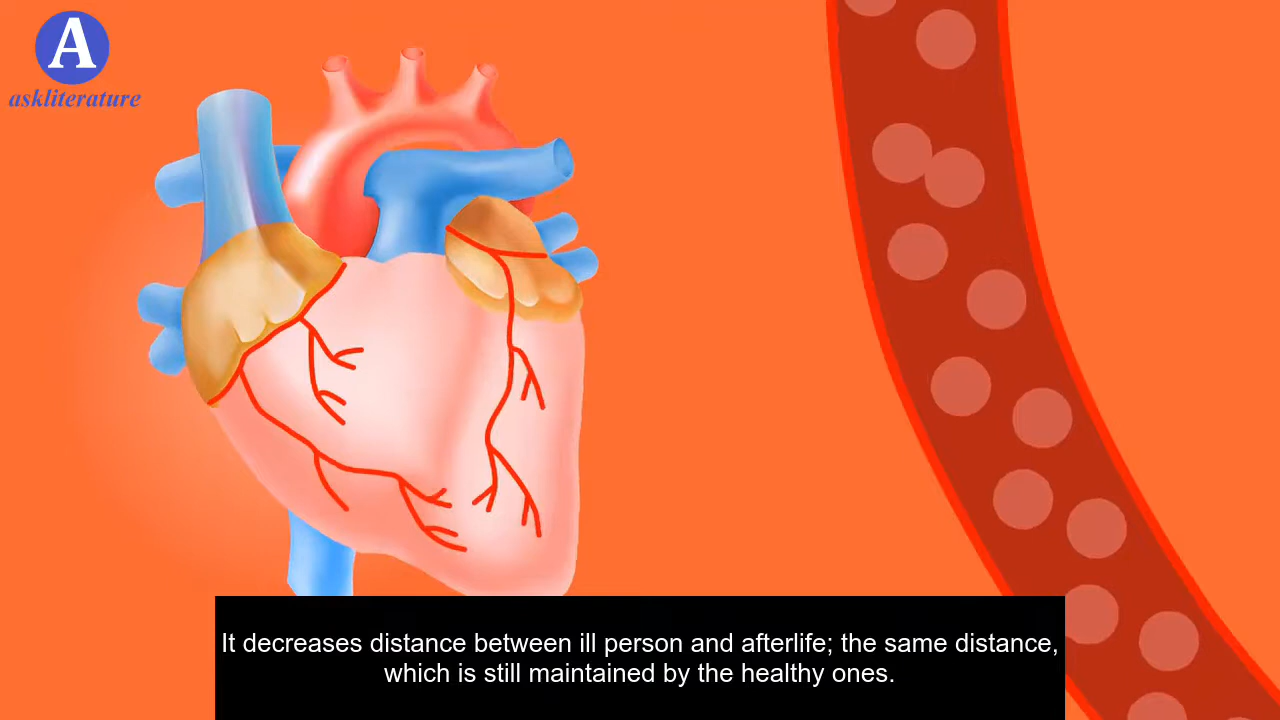 A
askliterature
It decreases distance between ill person and afterlife; the same distance,
which is still maintained by the healthy ones.